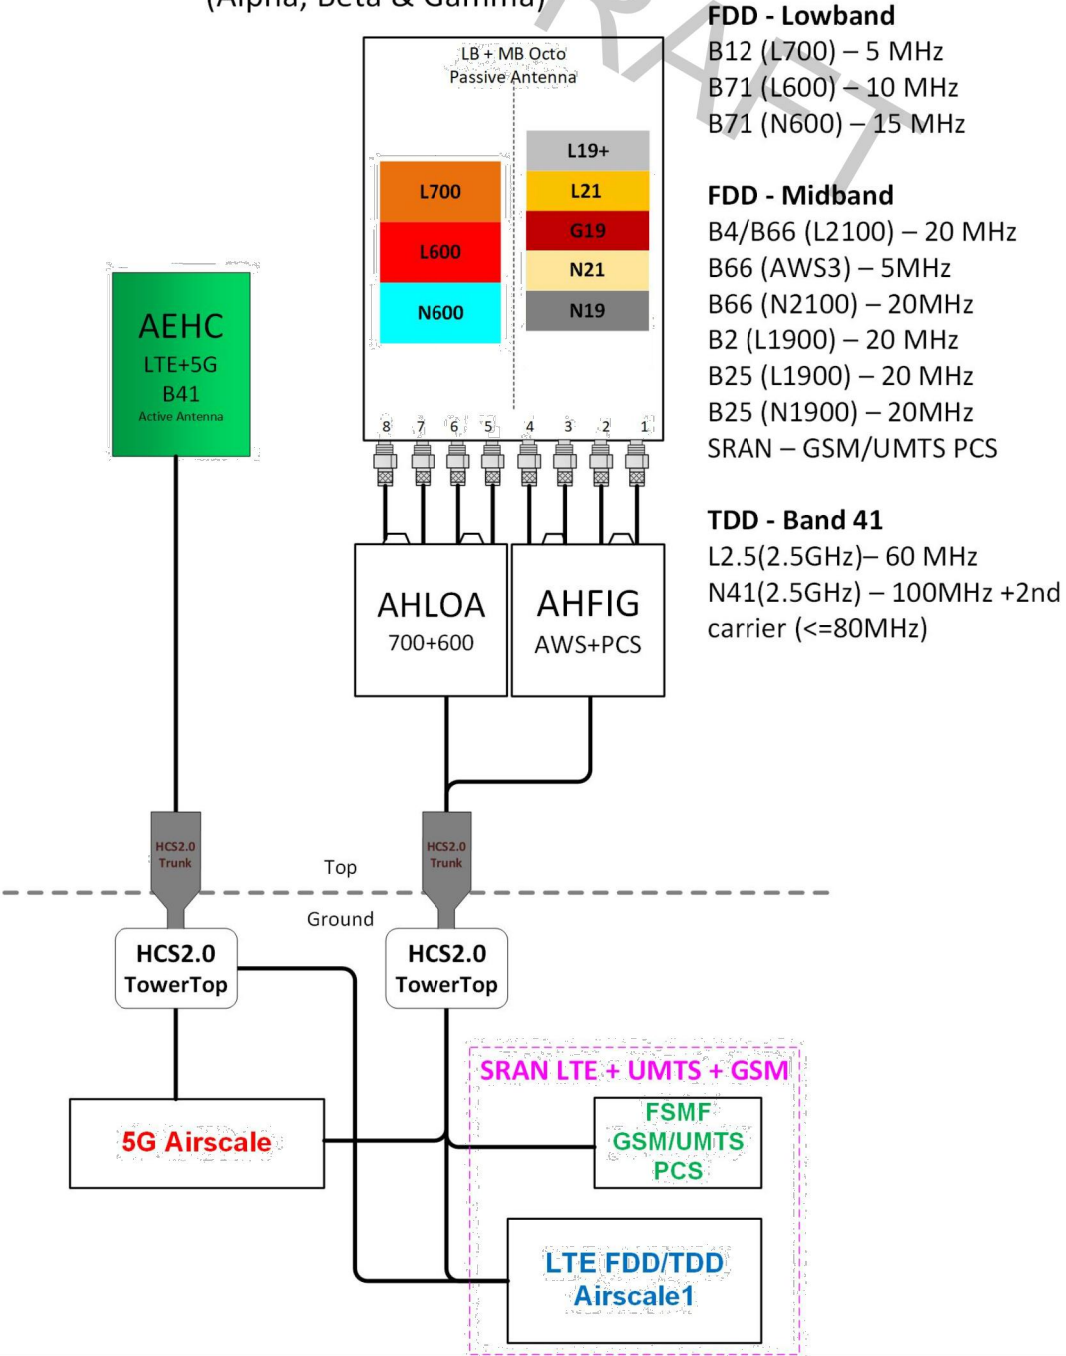 (Alpha, Beta & Gamma)
RAFT
LB + MB Octo
Passive Antenna
L700
L600
N600
L19+
L21
G19
N21
N19
8 7 6 5 4 3 2 1
AEHC
LTE+5G
B41
Active Antenna
AHLOA
700+600
AHFIG
AWS+PCS
FDD - Lowband
B12 (L700) – 5 MHz
B71 (L600) – 10 MHz
B71 (N600) – 15 MHz
FDD - Midband
B4/B66 (L2100) – 20 MHz
B66 (AWS3) – 5MHz
B66 (N2100) – 20MHz
B2 (L1900) – 20 MHz
B25 (L1900) – 20 MHz
B25 (N1900) – 20MHz
SRAN – GSM/UMTS PCS
TDD - Band 41
L2.5(2.5GHz)– 60 MHz
N41(2.5GHz) – 100MHz +2nd
carrier (<=80MHz)
HCS2.0
Trunk
HCS2.0
Trunk
Top
Ground
HCS2.0
TowerTop
HCS2.0
TowerTop
5G Airscale
SRAN LTE + UMTS + GSM
FSMF
GSM/UMTS
PCS
LTE FDD/TDD
Airscale1